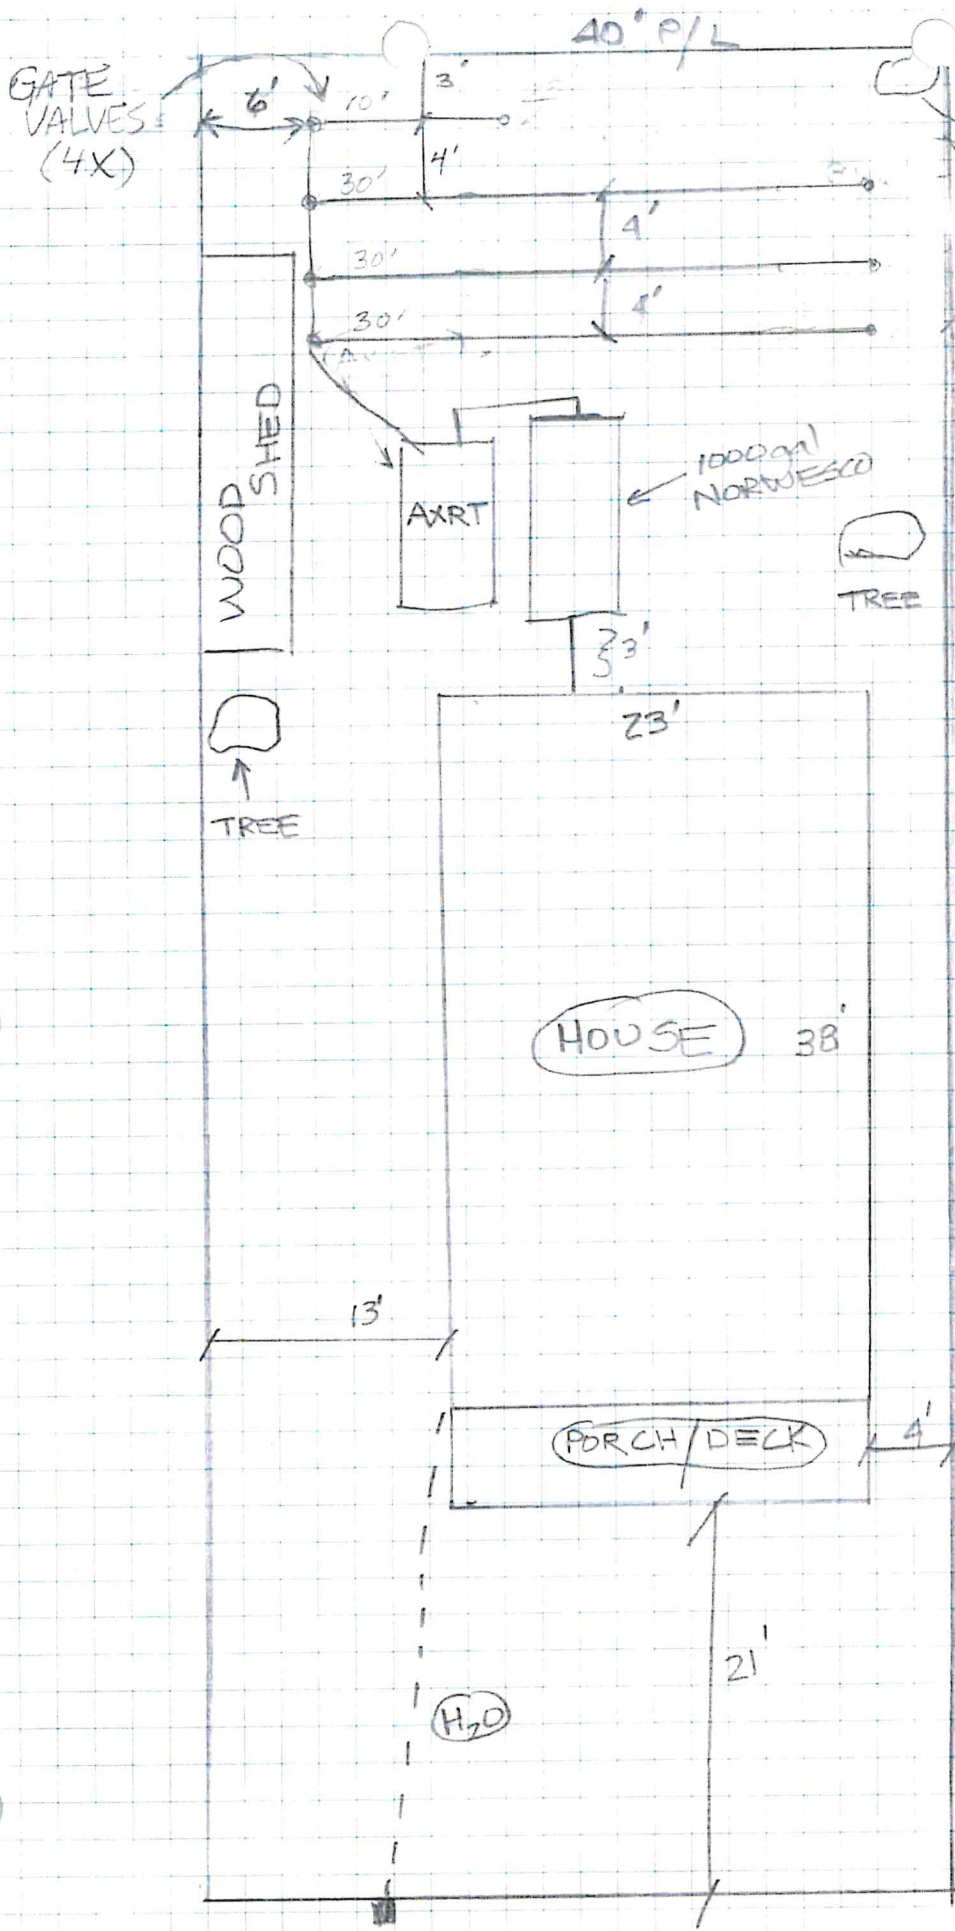 40' P/L
GATE
VALVES
(4X)
6'
10'
3'
4'
30'
4'
30'
4'
30'
WOOD
SHED
AXRT
1000 gal
NORWESCO
TREE
3'
23'
TREE
HOUSE
38'
13'
PORCH/DECK
4'
21'
H₂O